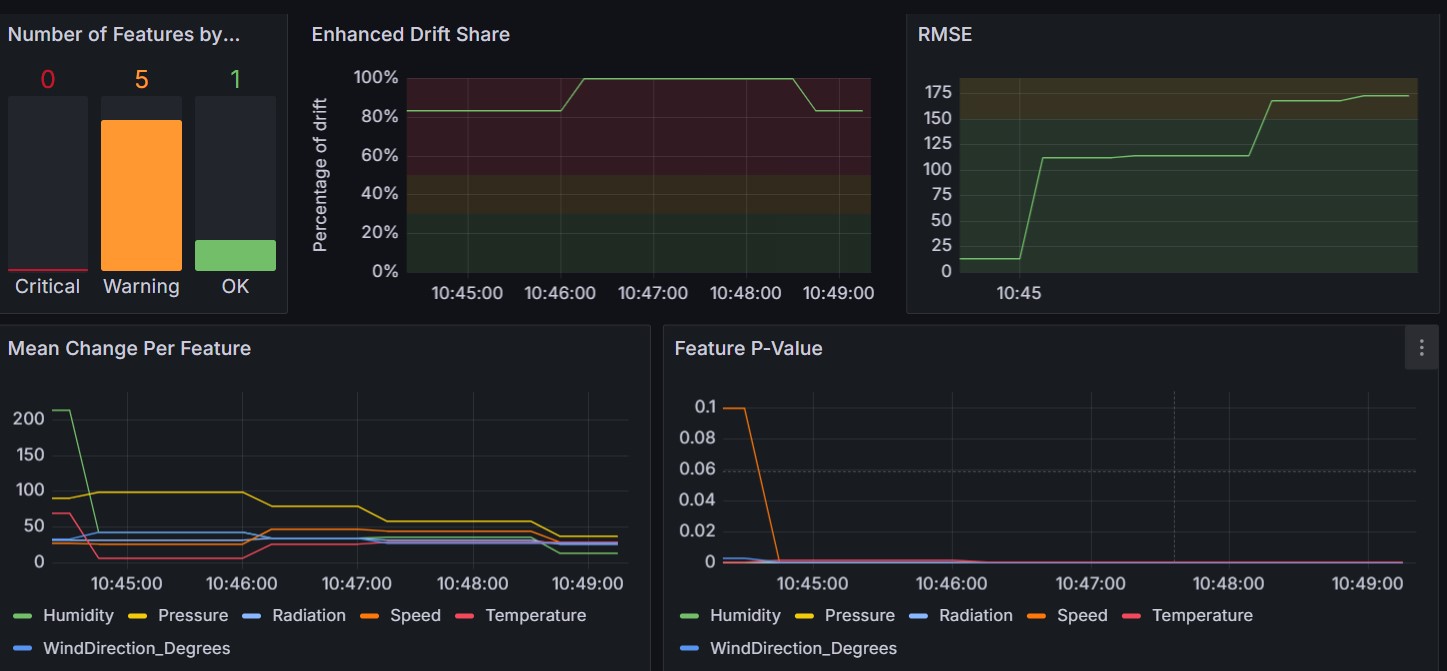 Number of Features by...
0 5 1
Critical Warning OK
Enhanced Drift Share
Percentage of drift
100%
80%
60%
40%
20%
0%
10:45:00 10:46:00 10:47:00 10:48:00 10:49:00
RMSE
175
150
125
100
75
50
25
0
10:45
Mean Change Per Feature
200
150
100
50
0
10:45:00 10:46:00 10:47:00 10:48:00 10:49:00
Humidity Pressure Radiation Speed Temperature
WindDirection_Degrees
Feature P-Value
0.1
0.08
0.06
0.04
0.02
0
10:45:00 10:46:00 10:47:00 10:48:00 10:49:00
Humidity Pressure Radiation Speed Temperature
WindDirection_Degrees